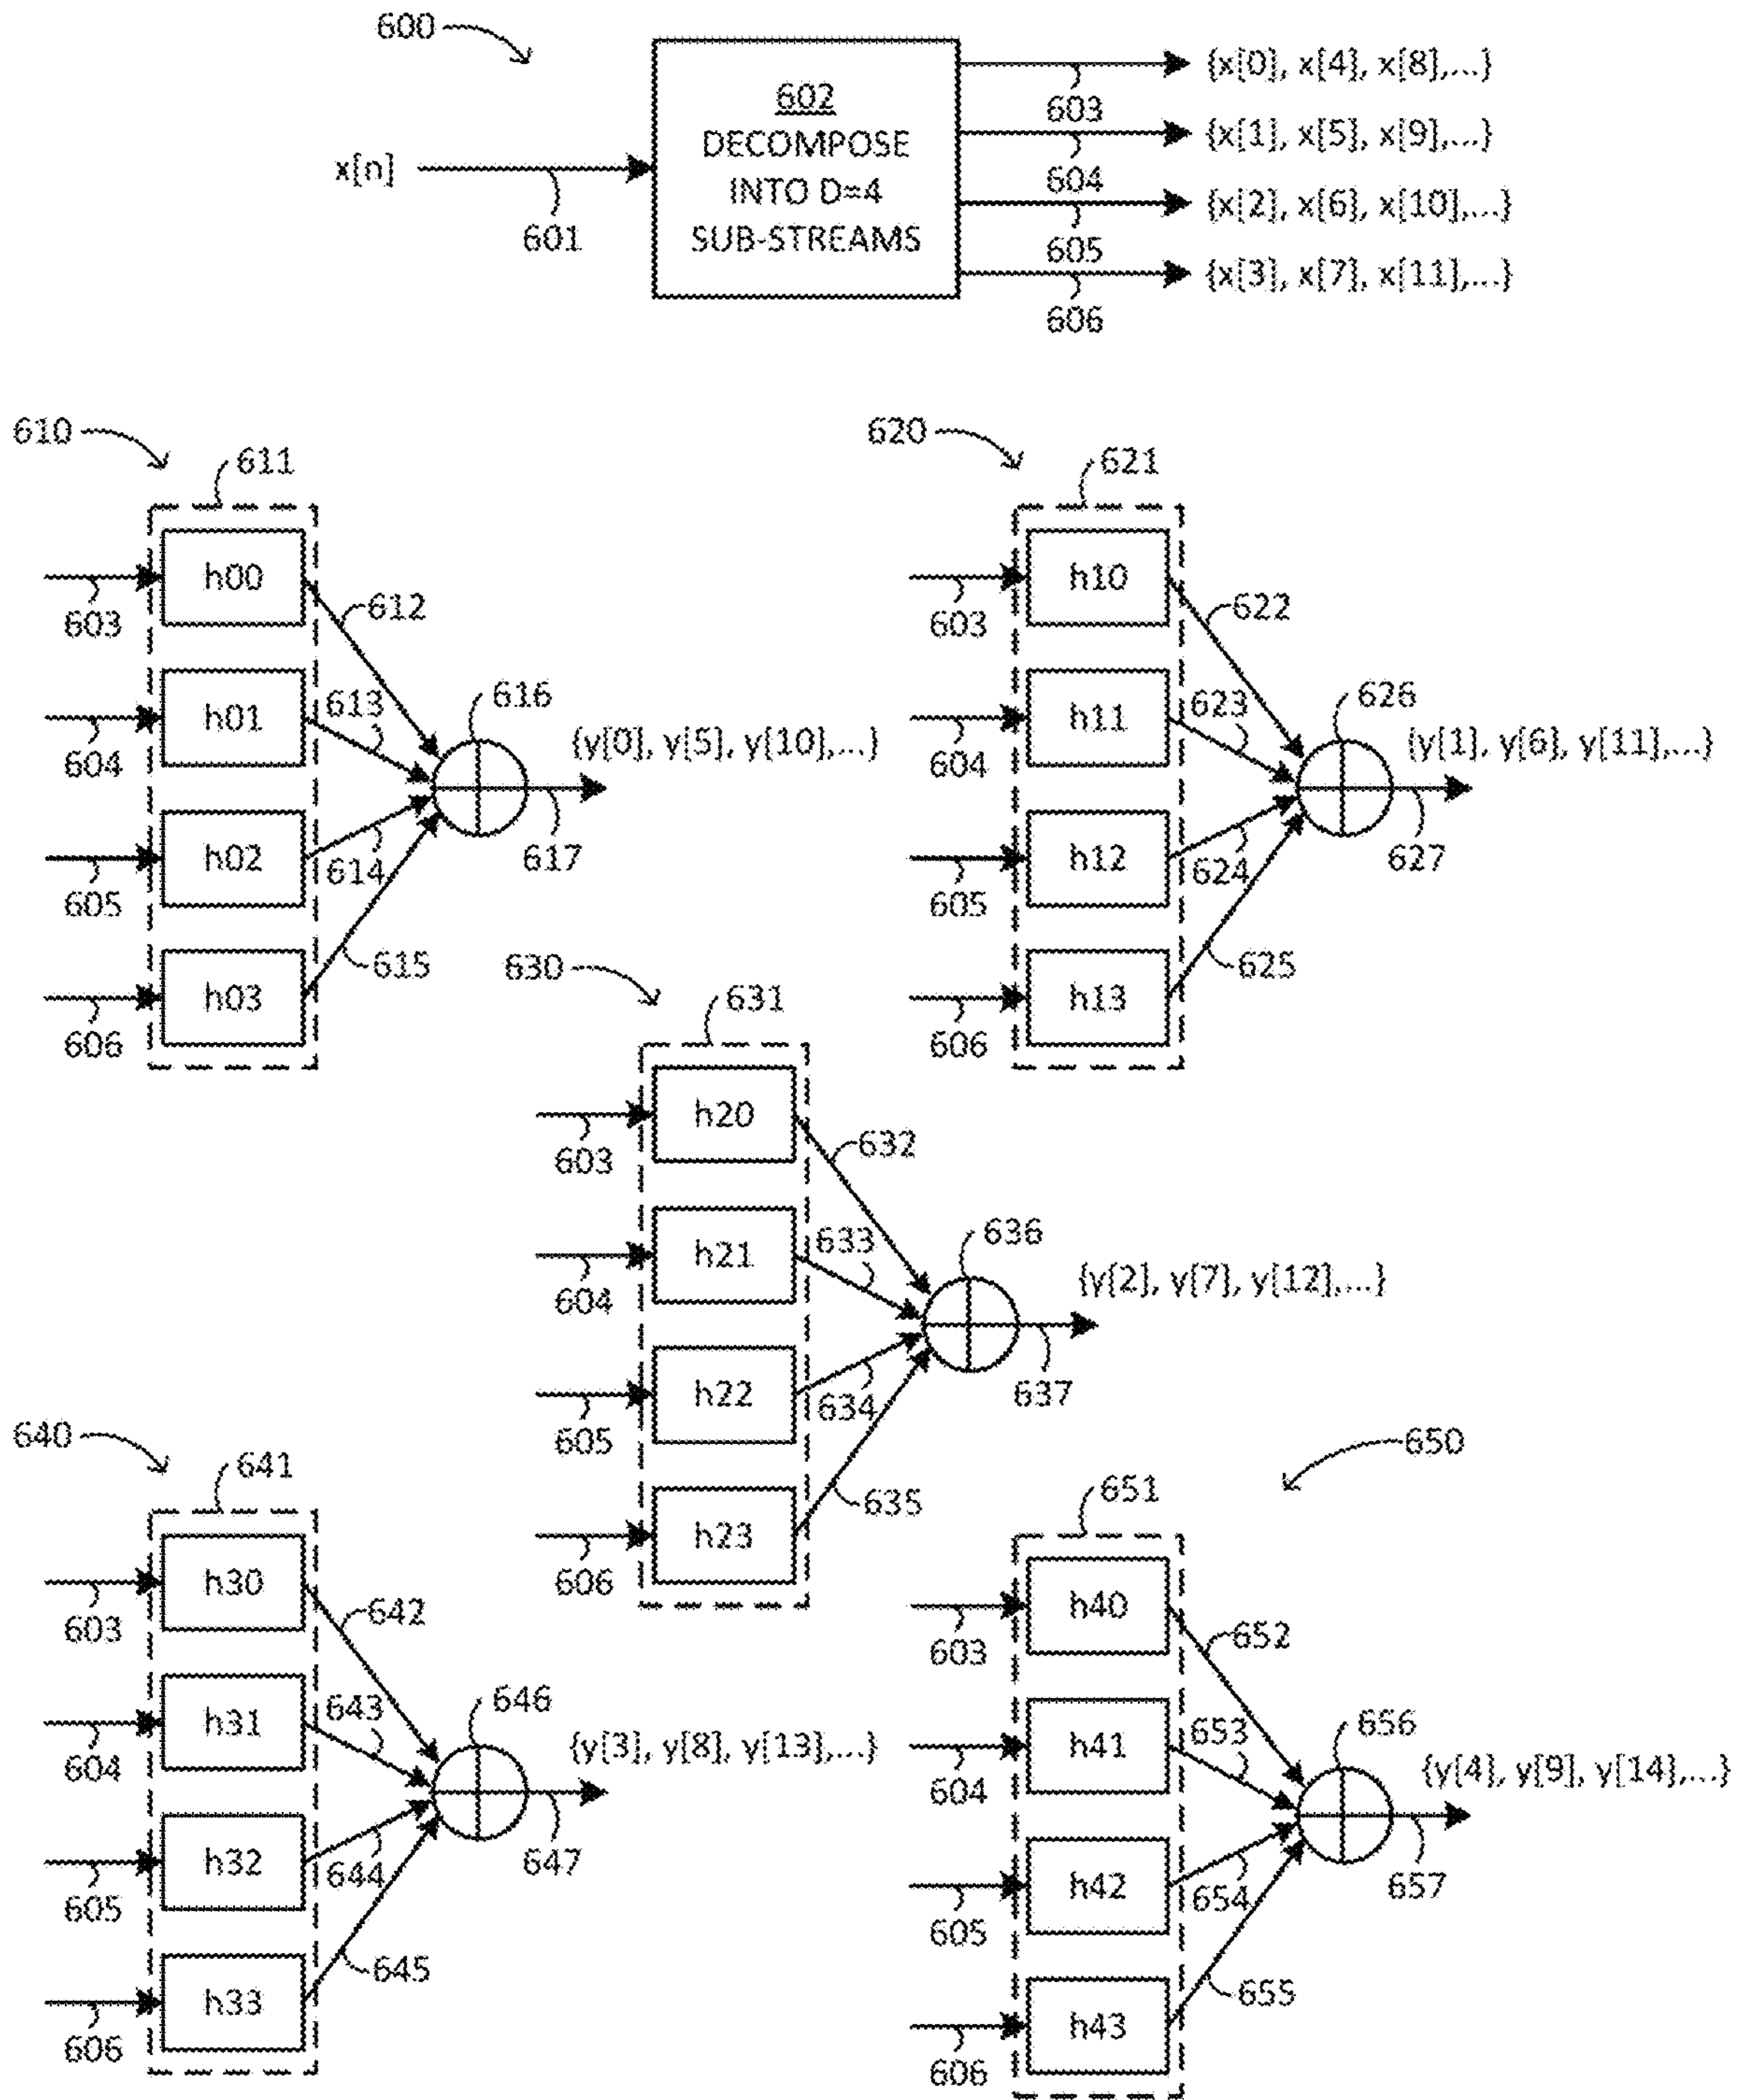 600
602
DECOMPOSE
INTO D=4
SUB-STREAMS
x[n]
601
603
{x[0], x[4], x[8],...}
604
{x[1], x[5], x[9],...}
605
{x[2], x[6], x[10],...}
606
{x[3], x[7], x[11],...}
610
611
h00
603
612
h01
604
613
616
{y[0], y[5], y[10],...}
617
h02
605
614
h03
606
615
620
621
h10
603
622
h11
604
623
626
{y[1], y[6], y[11],...}
627
h12
605
624
h13
606
625
630
631
h20
603
632
h21
604
633
636
{y[2], y[7], y[12],...}
637
h22
605
634
h23
606
635
640
641
h30
603
642
h31
604
643
646
{y[3], y[8], y[13],...}
647
h32
605
644
h33
606
645
650
651
h40
603
652
h41
604
653
656
{y[4], y[9], y[14],...}
657
h42
605
654
h43
606
655